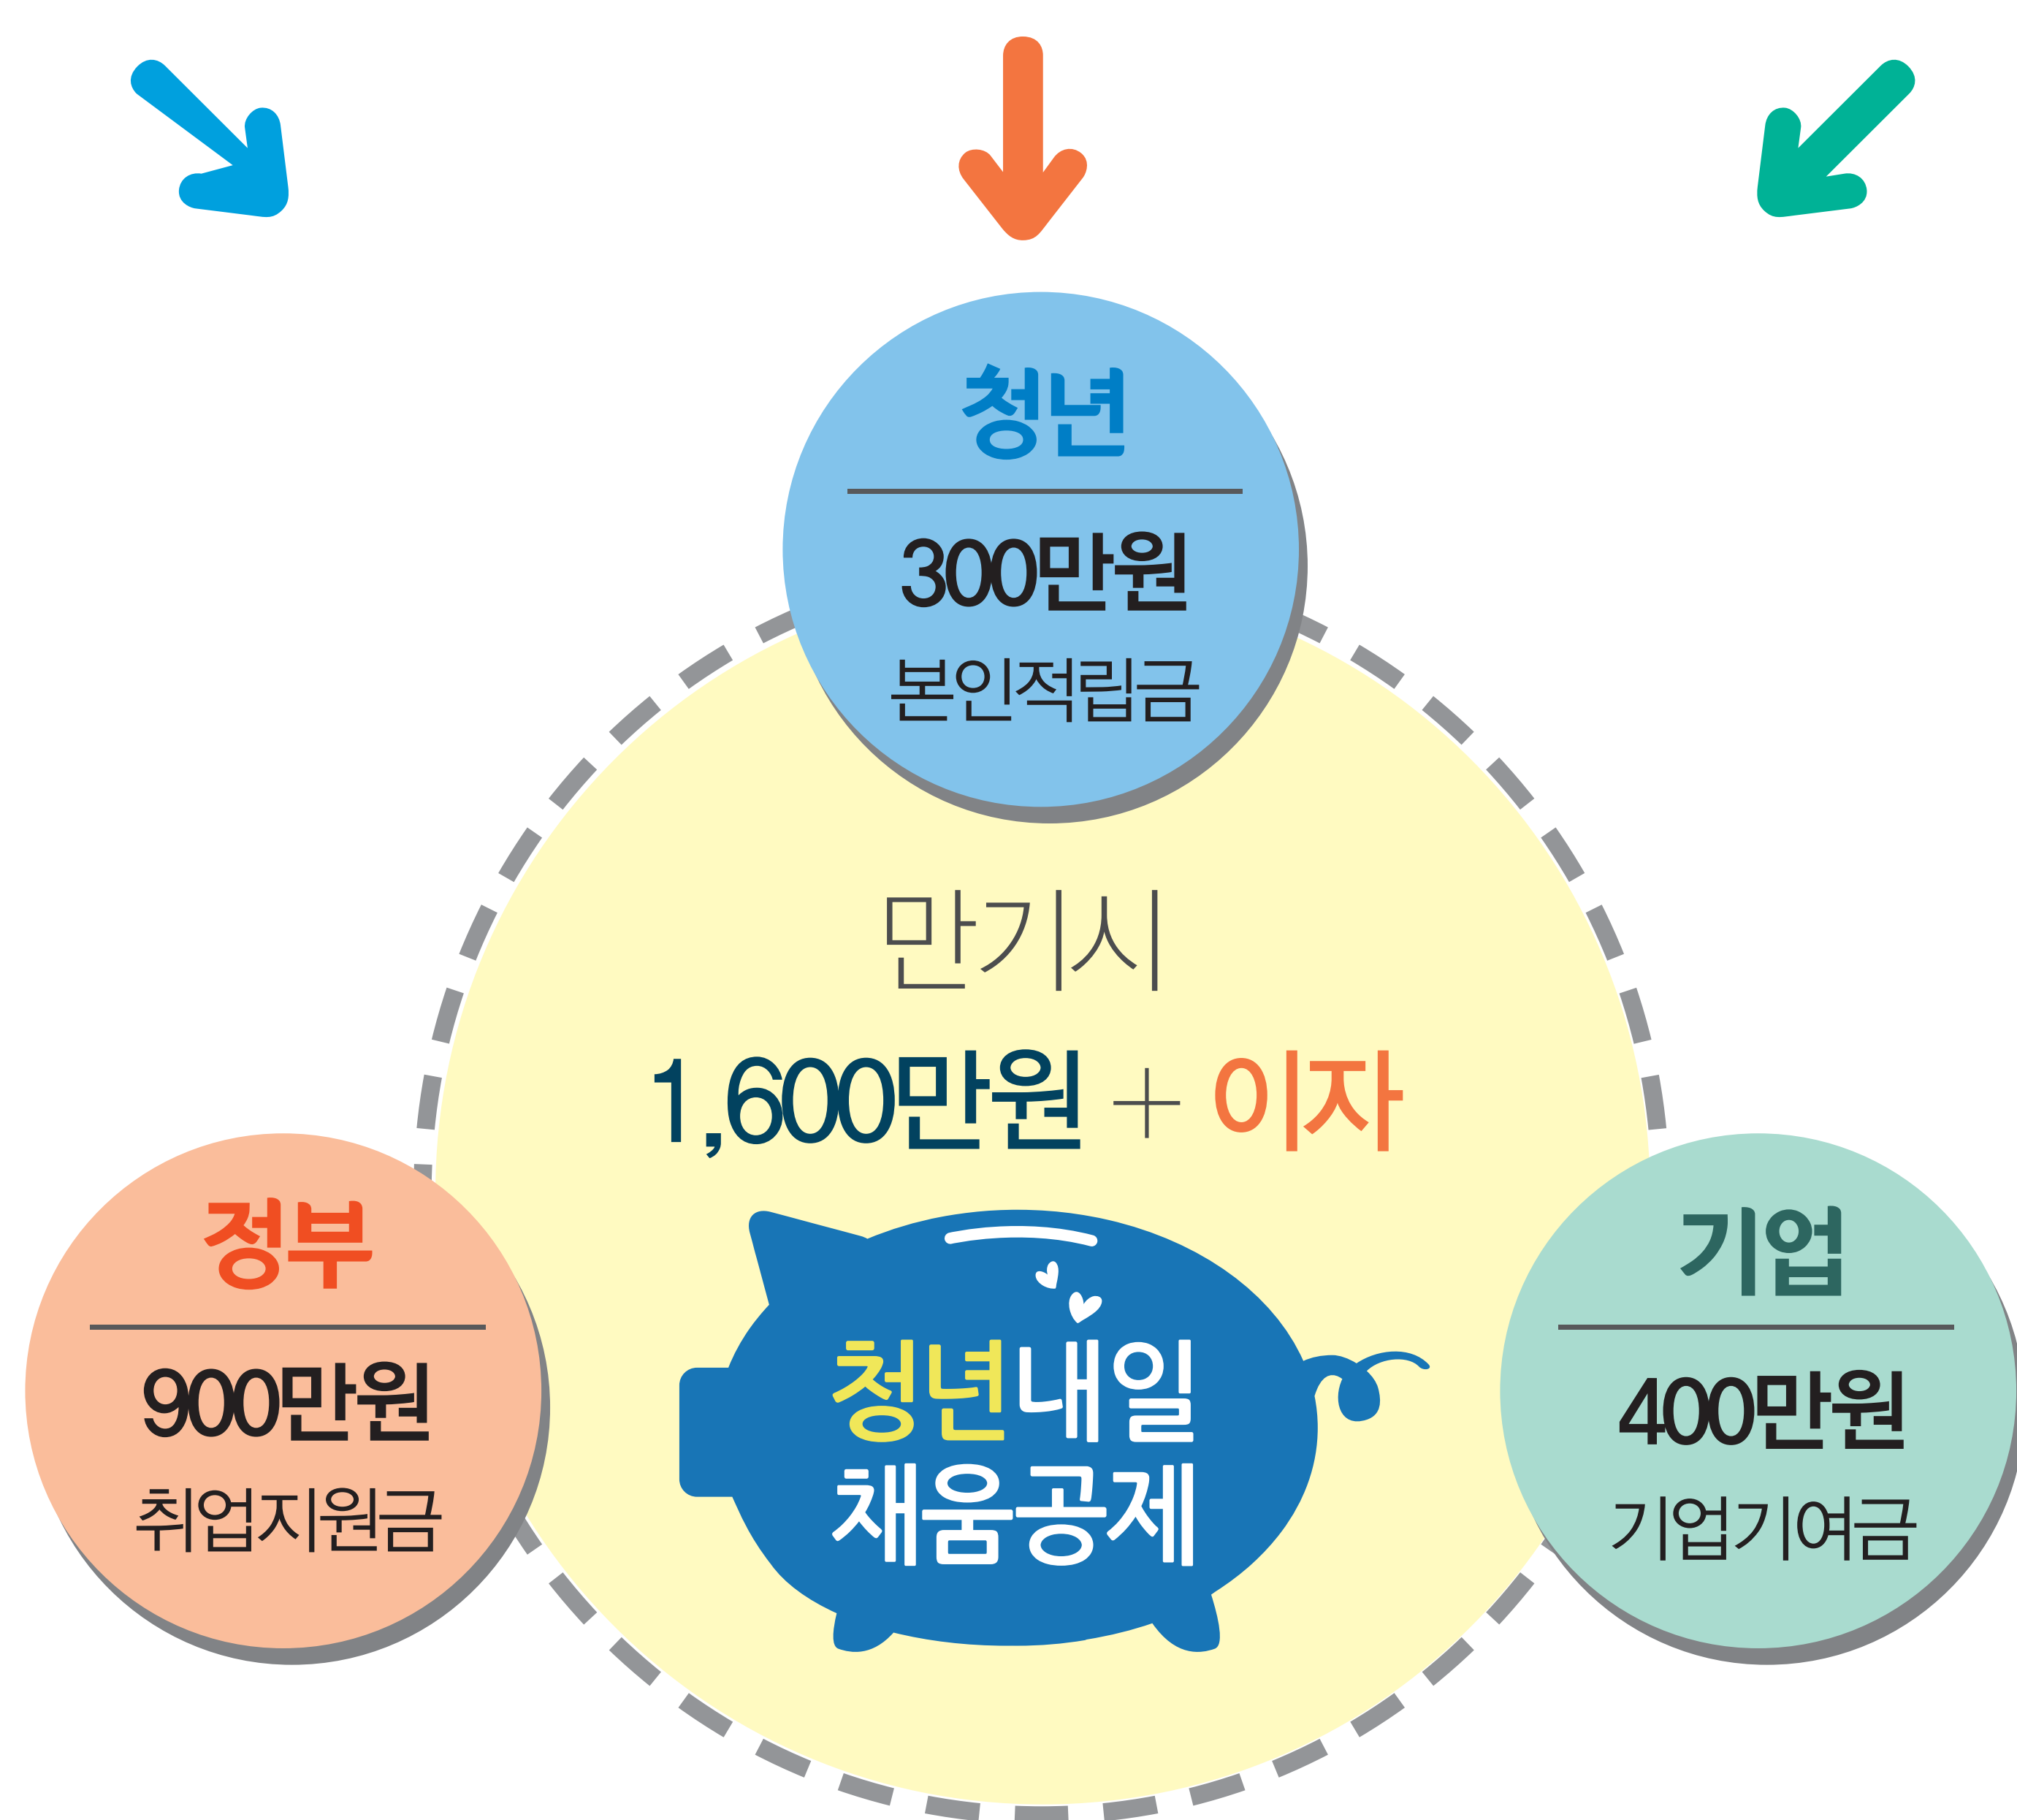 청년
300만원
본인적립금
만기시
1,600만원 + 이자
정부
900만원
취업지원금
청년내일
채움공제
기업
400만원
기업기여금